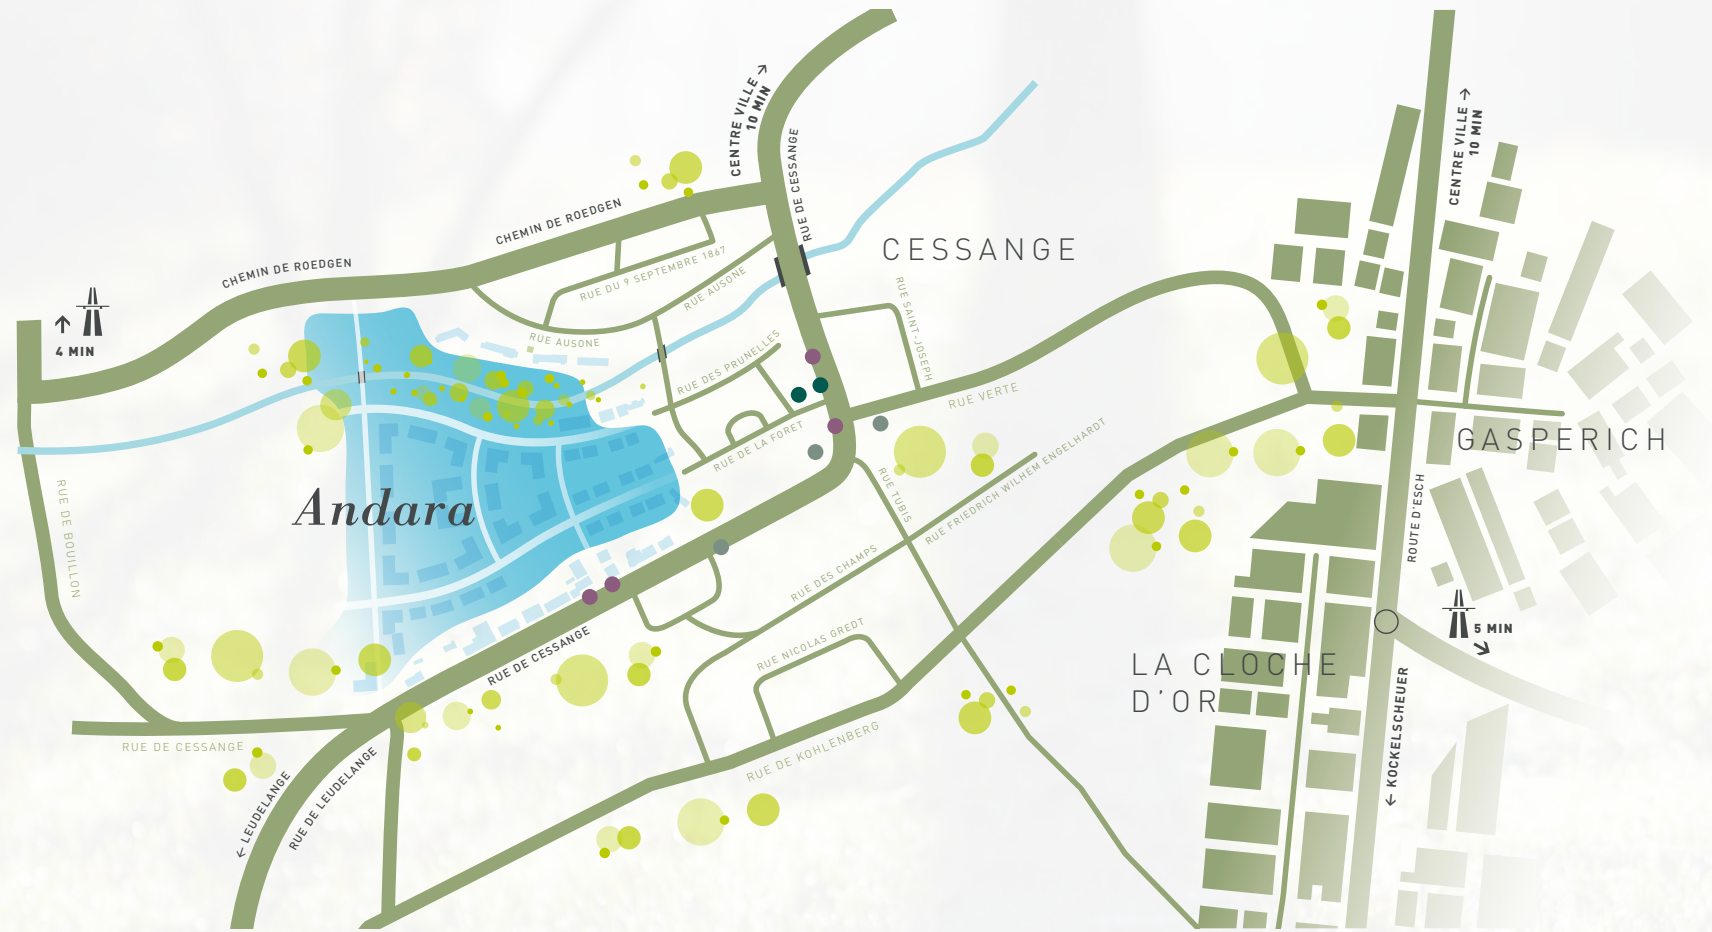 CENTRE VILLE →
10 MIN
RUE DE CESSANGE
CENTRE VILLE →
10 MIN
CHEMIN DE ROEDGEN
CHEMIN DE ROEDGEN
CESSANGE
RUE DU 9 SEPTEMBRE 1867
RUE AUSONE
RUE AUSONE
RUE SAINT-JOSEPH
4 MIN
RUE DES PRUNELLES
RUE VERTE
RUE DE LA FORET
RUE FRIEDRICH WILHEM ENGELHARDT
GASPERICH
RUE TUBIS
RUE DE BOUILLON
Andara
ROUTE D'ESCH
RUE DES CHAMPS
5 MIN
RUE NICOLAS GREDT
RUE DE CESSANGE
LA CLOCHE
D'OR
← KOCKELSCHEUER
RUE DE CESSANGE
RUE DE KOHLENBERG
← LEUDELANGE
RUE DE LEUDELANGE